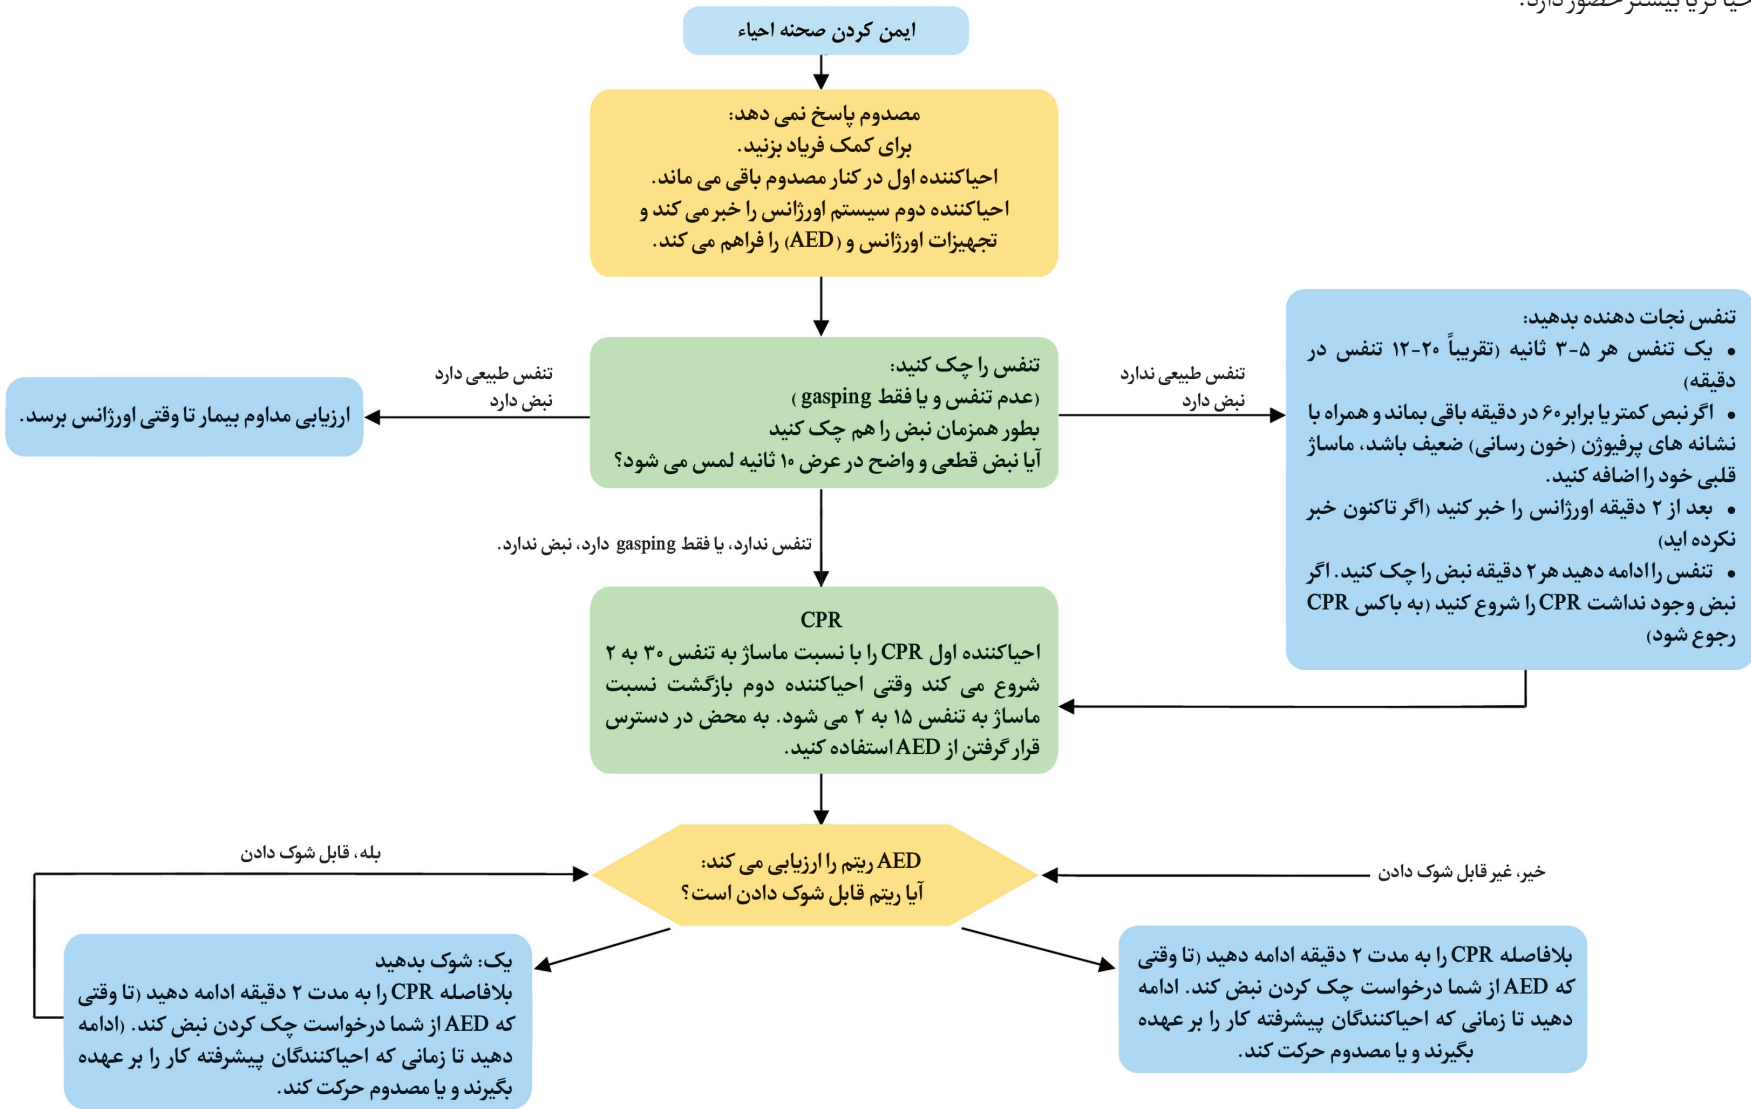 ایمن کردن صحنه احیاء
مصدوم پاسخ نمی دهد:
برای کمک فریاد بزنید.
احیاکننده اول در کنار مصدوم باقی می ماند.
احیاکننده دوم سیستم اورژانس را خبر می کند و
تجهیزات اورژانس و (AED) را فراهم می کند.
تنفس را چک کنید:
(عدم تنفس و یا فقط gasping )
بطور همزمان نبض را هم چک کنید
آیا نبض قطعی و واضح در عرض ۱۰ ثانیه لمس می شود؟
تنفس طبیعی ندارد
نبض دارد
تنفس نجات دهنده بدهید:
• یک تنفس هر ۵-۳ ثانیه (تقریباً ۲۰-۱۲ تنفس در
دقیقه)
• اگر نبض کمتر یا برابر ۶۰ در دقیقه باقی بماند و همراه با
نشانه های پرفیوژن (خون رسانی) ضعیف باشد، ماساژ
قلبی خود را اضافه کنید.
• بعد از ۲ دقیقه اورژانس را خبر کنید (اگر تاکنون خبر
نکرده اید)
• تنفس را ادامه دهید هر ۲ دقیقه نبض را چک کنید. اگر
نبض وجود نداشت CPR را شروع کنید (به باکس CPR
رجوع شود)
تنفس طبیعی دارد
نبض دارد
ارزیابی مداوم بیمار تا وقتی اورژانس برسد.
تنفس ندارد، یا فقط gasping دارد، نبض ندارد.
CPR
احیاکننده اول CPR را با نسبت ماساژ به تنفس ۳۰ به ۲
شروع می کند وقتی احیاکننده دوم بازگشت نسبت
ماساژ به تنفس ۱۵ به ۲ می شود. به محض در دسترس
قرار گرفتن از AED استفاده کنید.
AED ریتم را ارزیابی می کند:
آیا ریتم قابل شوک دادن است؟
خیر، غیر قابل شوک دادن
بلافاصله CPR را به مدت ۲ دقیقه ادامه دهید (تا وقتی
که AED از شما درخواست چک کردن نبض کند. ادامه
دهید تا زمانی که احیاکنندگان پیشرفته کار را بر عهده
بگیرند و یا مصدوم حرکت کند.
بله، قابل شوک دادن
یک: شوک بدهید
بلافاصله CPR را به مدت ۲ دقیقه ادامه دهید (تا وقتی
که AED از شما درخواست چک کردن نبض کند. (ادامه
دهید تا زمانی که احیاکنندگان پیشرفته کار را بر عهده
بگیرند و یا مصدوم حرکت کند.